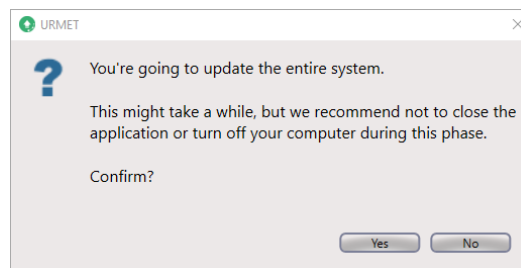 URMET
You're going to update the entire system.
This might take a while, but we recommend not to close the
application or turn off your computer during this phase.
Confirm?
Yes No